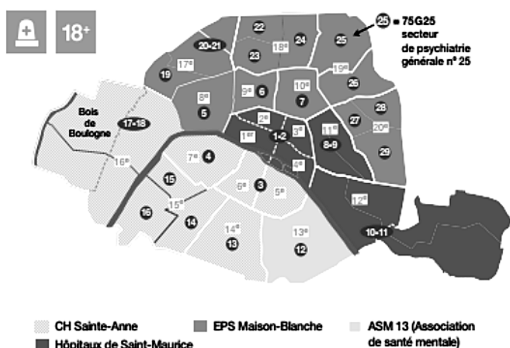 18+
22
25 = 75G25
secteur
de psychiatrie
générale n° 25
20-21
24
25
18e
23
17e
19e
19
26
10e
9e 6
8e
7
28
5
2e
27
20e
Bois
de
Boulogne
17-18
11e
1er
1-2
3e
8-9
29
7e 4
4e
16e
15
3
6e
5e
12e
15e
16
14
14e
13e
13
12
10-11
CH Sainte-Anne
EPS Maison-Blanche
ASM 13 (Association
de santé mentale)
Hôpitaux de Saint-Maurice